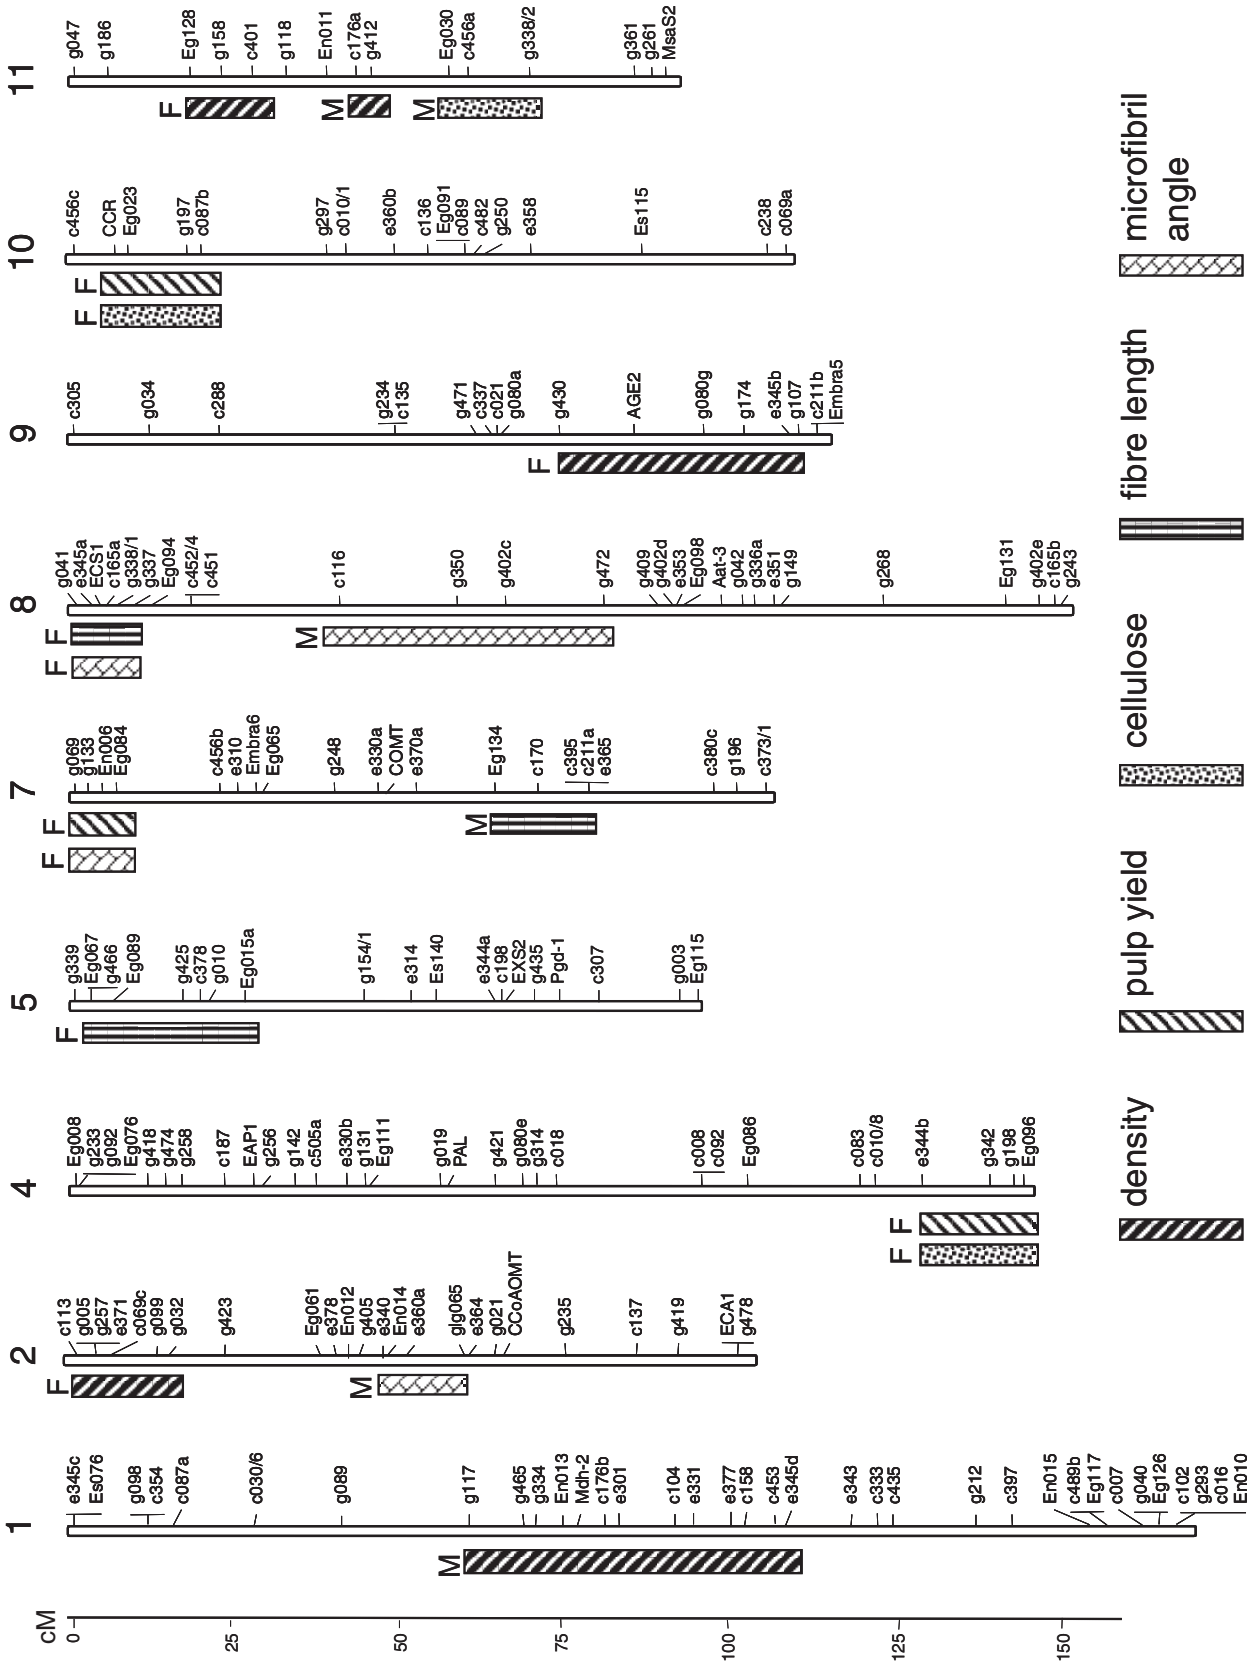 cM
0
25
50
75
100
125
150
1
e345c
Es076
g098
c354
c087a
c030/6
g089
g117
g465
g334
En013
Mdh-2
c176b
e301
c104
e331
e377
c158
c453
e345d
e343
c333
c435
g212
c397
En015
c489b
Eg117
c007
g040
Eg126
c102
g293
c016
En010
M
2
c113
g005
g257
e371
c069c
g099
g032
g423
Eg061
e378
En012
g405
e340
En014
e360a
glg065
e364
g021
CCoAOMT
g235
c137
g419
ECA1
g478
F
M
4
Eg008
g233
g092
Eg076
g418
g474
g258
c187
EAP1
g256
g142
c505a
e330b
g131
Eg111
g019
PAL
g421
g080e
g314
c018
c008
c092
Eg086
c083
c010/8
e344b
g342
g198
Eg096
F
F
5
g339
Eg067
g466
Eg089
g425
c378
g010
Eg015a
g154/1
e314
Es140
e344a
c198
EXS2
g435
Pgd-1
c307
g003
Eg115
F
7
g069
g133
En006
Eg084
c456b
e310
Embra6
Eg065
g248
e330a
COMT
e370a
Eg134
c170
c395
c211a
e365
c380c
g196
c373/1
F
F
M
8
g041
e345a
ECS1
c165a
g338/1
g337
Eg094
c452/4
c451
c116
g350
g402c
g472
g409
g402d
e353
Eg098
Aat-3
g042
g336a
e351
g149
g268
Eg131
g402e
c165b
g243
F
F
M
9
c305
g034
c288
g234
c135
g471
c337
c021
g080a
g430
AGE2
g080g
g174
e345b
g107
c211b
Embra5
F
10
c456c
CCR
Eg023
g197
c087b
g297
c010/1
e360b
c136
Eg091
c089
c482
g250
e358
Es115
c238
c069a
F
F
11
g047
g186
Eg128
g158
c401
g118
En011
c176a
g412
Eg030
c456a
g338/2
g361
g261
MsaS2
F
M
M
density
pulp yield
cellulose
fibre length
microfibril
angle